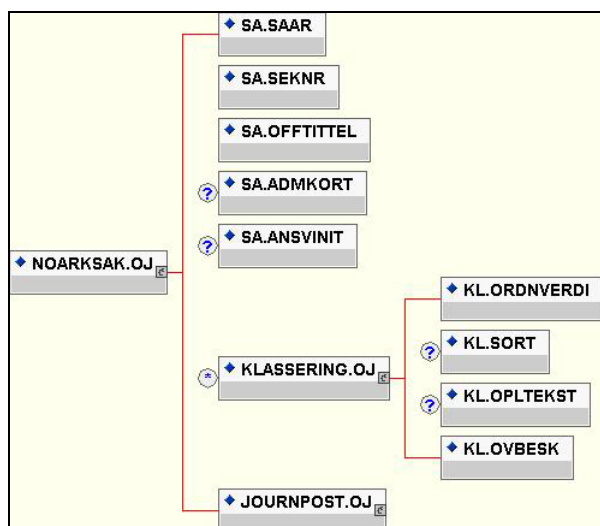 SA.SAAR
SA.SEKNR
SA.OFFTITTEL
? SA.ADMKORT
? SA.ANSVINIT
NOARKSAK.OJ
KL.ORDNVERDI
? KL.SORT
* KLASSERING.OJ
? KL.OPLTEKST
KL.OVBESK
JOURNPOST.OJ